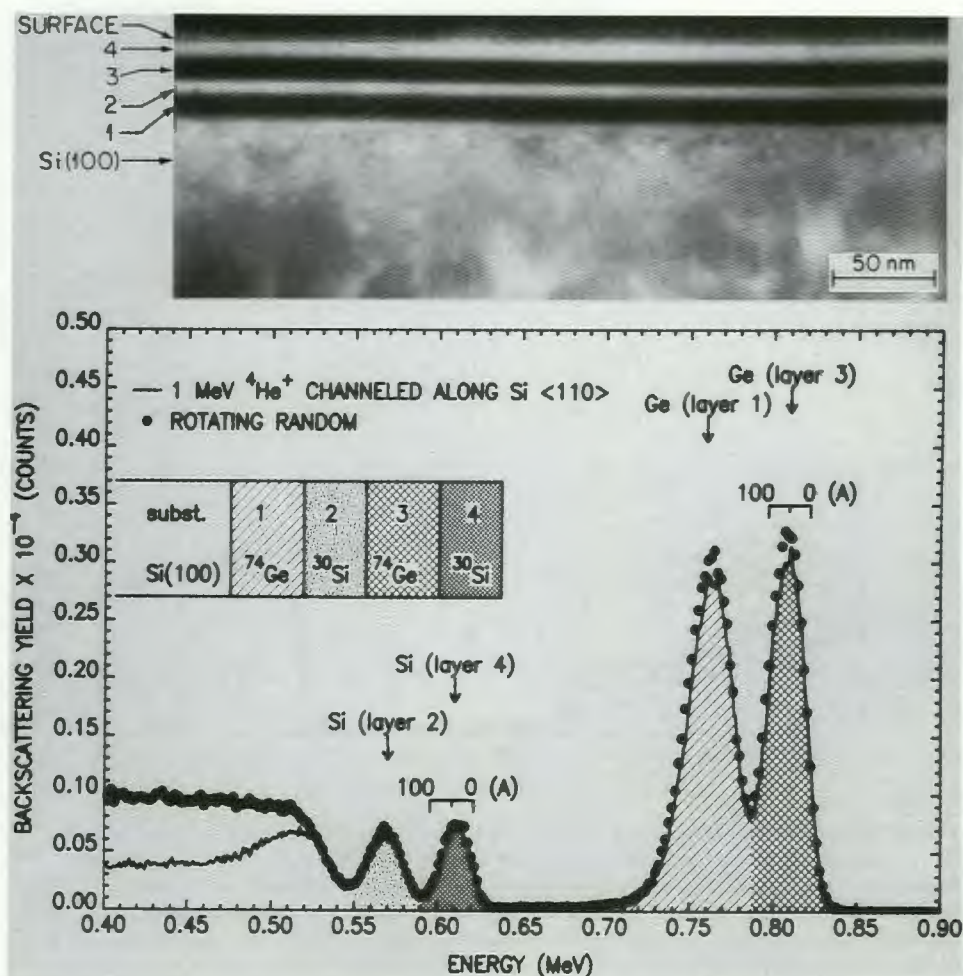 SURFACE
4
3
2
1
Si(100)
50 nm
0.50
0.45
0.40
0.35
0.30
0.25
0.20
0.15
0.10
0.05
0.00
BACKSCATTERING YIELD X 10⁻⁴ (COUNTS)
— 1 MeV ⁴He⁺ CHANNELED ALONG Si <110>
● ROTATING RANDOM
Ge (layer 3)
Ge (layer 1)
100 0 (A)
subst. 1 2 3 4
Si(100) ⁷⁴Ge ³⁰Si ⁷⁴Ge ³⁰Si
Si (layer 4)
Si (layer 2)
100 0 (A)
0.40 0.45 0.50 0.55 0.60 0.65 0.70 0.75 0.80 0.85 0.90
ENERGY (MeV)